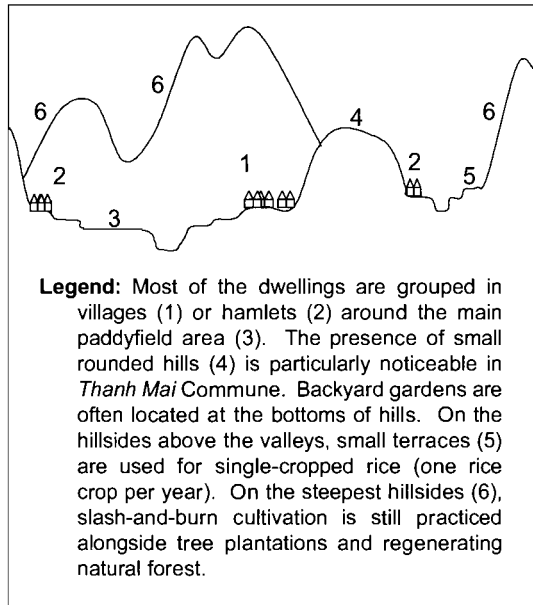 6
6
4
6
2
1
2
5
3
Legend: Most of the dwellings are grouped in
villages (1) or hamlets (2) around the main
paddyfield area (3). The presence of small
rounded hills (4) is particularly noticeable in
Thanh Mai Commune. Backyard gardens are
often located at the bottoms of hills. On the
hillsides above the valleys, small terraces (5)
are used for single-cropped rice (one rice
crop per year). On the steepest hillsides (6),
slash-and-burn cultivation is still practiced
alongside tree plantations and regenerating
natural forest.